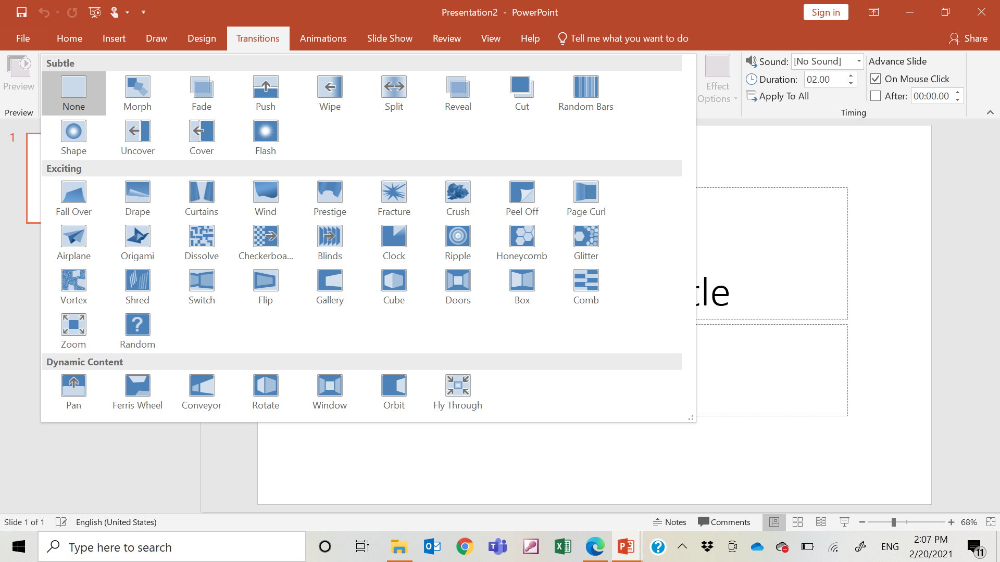 Presentation2 - PowerPoint
Sign in
File Home Insert Draw Design Transitions Animations Slide Show Review View Help Tell me what you want to do Share
Preview
Preview
Subtle
None Morph Fade Push Wipe Split Reveal Cut Random Bars
Shape Uncover Cover Flash
Exciting
Fall Over Drape Curtains Wind Prestige Fracture Crush Peel Off Page Curl
Airplane Origami Dissolve Checkerboa... Blinds Clock Ripple Honeycomb Glitter
Vortex Shred Switch Flip Gallery Cube Doors Box Comb
Zoom Random
Dynamic Content
Pan Ferris Wheel Conveyor Rotate Window Orbit Fly Through
Effect
Options
Sound: [No Sound]
Duration: 02.00
Apply To All
Advance Slide
On Mouse Click
After: 00:00.00
Timing
1
tle
Slide 1 of 1 English (United States) Notes Comments 68%
Type here to search
ENG
2:07 PM
2/20/2021
11